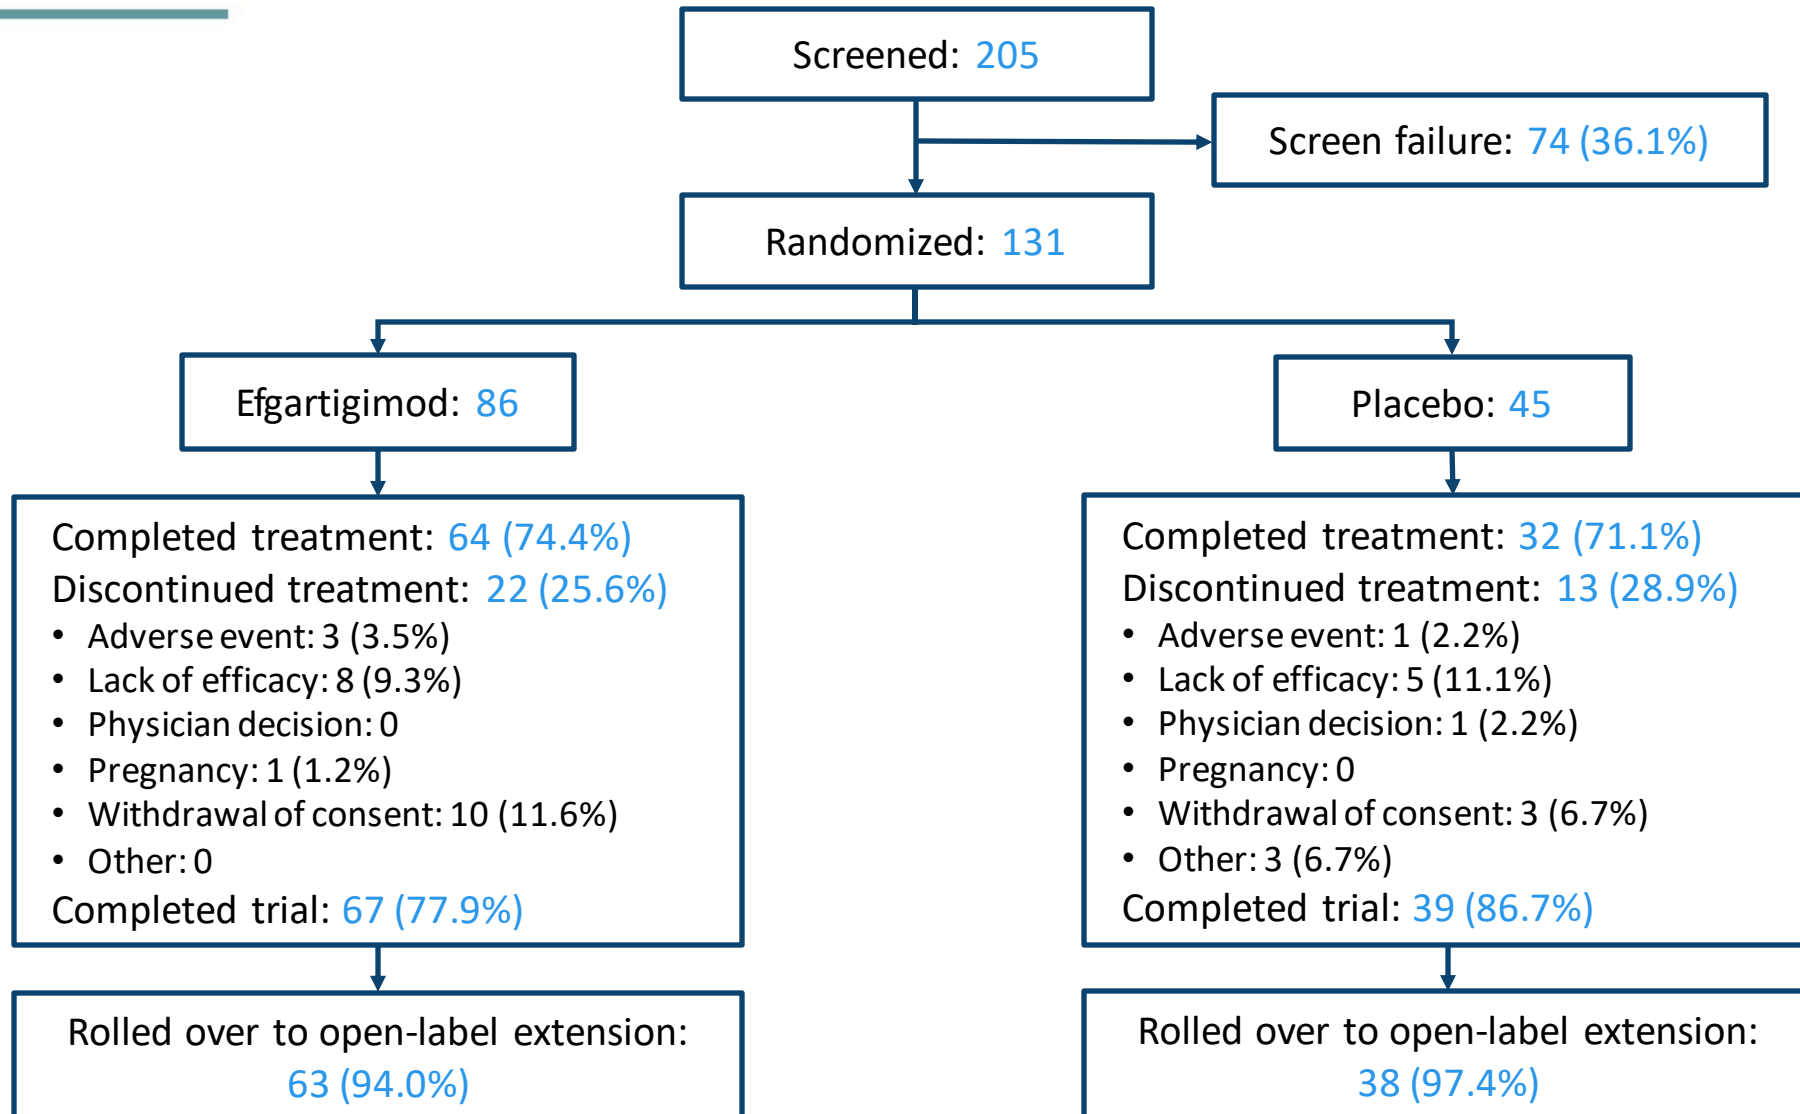 Screened: 205
Screen failure: 74 (36.1%)
Randomized: 131
Efgartigimod: 86
Placebo: 45
Completed treatment: 64 (74.4%)
Discontinued treatment: 22 (25.6%)
• Adverse event: 3 (3.5%)
• Lack of efficacy: 8 (9.3%)
• Physician decision: 0
• Pregnancy: 1 (1.2%)
• Withdrawal of consent: 10 (11.6%)
• Other: 0
Completed trial: 67 (77.9%)
Completed treatment: 32 (71.1%)
Discontinued treatment: 13 (28.9%)
• Adverse event: 1 (2.2%)
• Lack of efficacy: 5 (11.1%)
• Physician decision: 1 (2.2%)
• Pregnancy: 0
• Withdrawal of consent: 3 (6.7%)
• Other: 3 (6.7%)
Completed trial: 39 (86.7%)
Rolled over to open-label extension:
63 (94.0%)
Rolled over to open-label extension:
38 (97.4%)